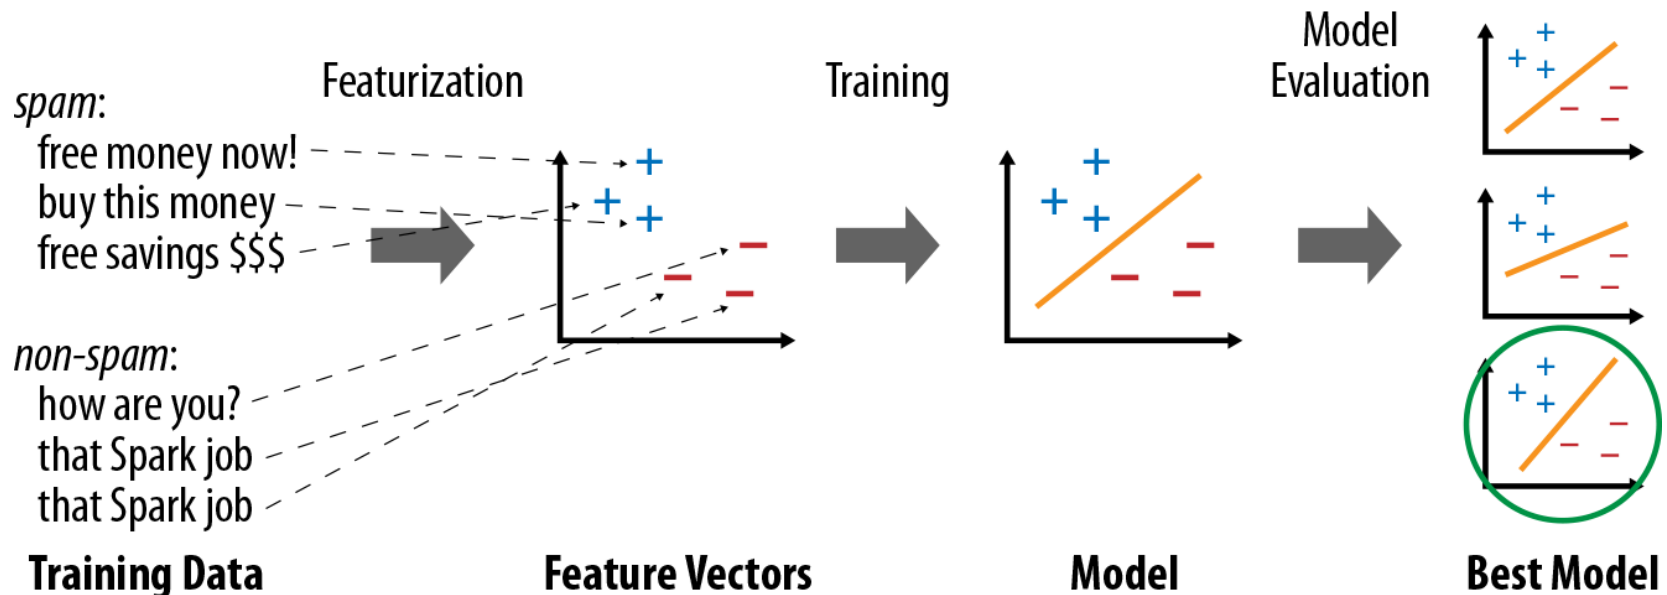 Featurization
Training
Model
Evaluation
spam:
free money now!
buy this money
free savings $$$
non-spam:
how are you?
that Spark job
that Spark job
Training Data
Feature Vectors
Model
Best Model